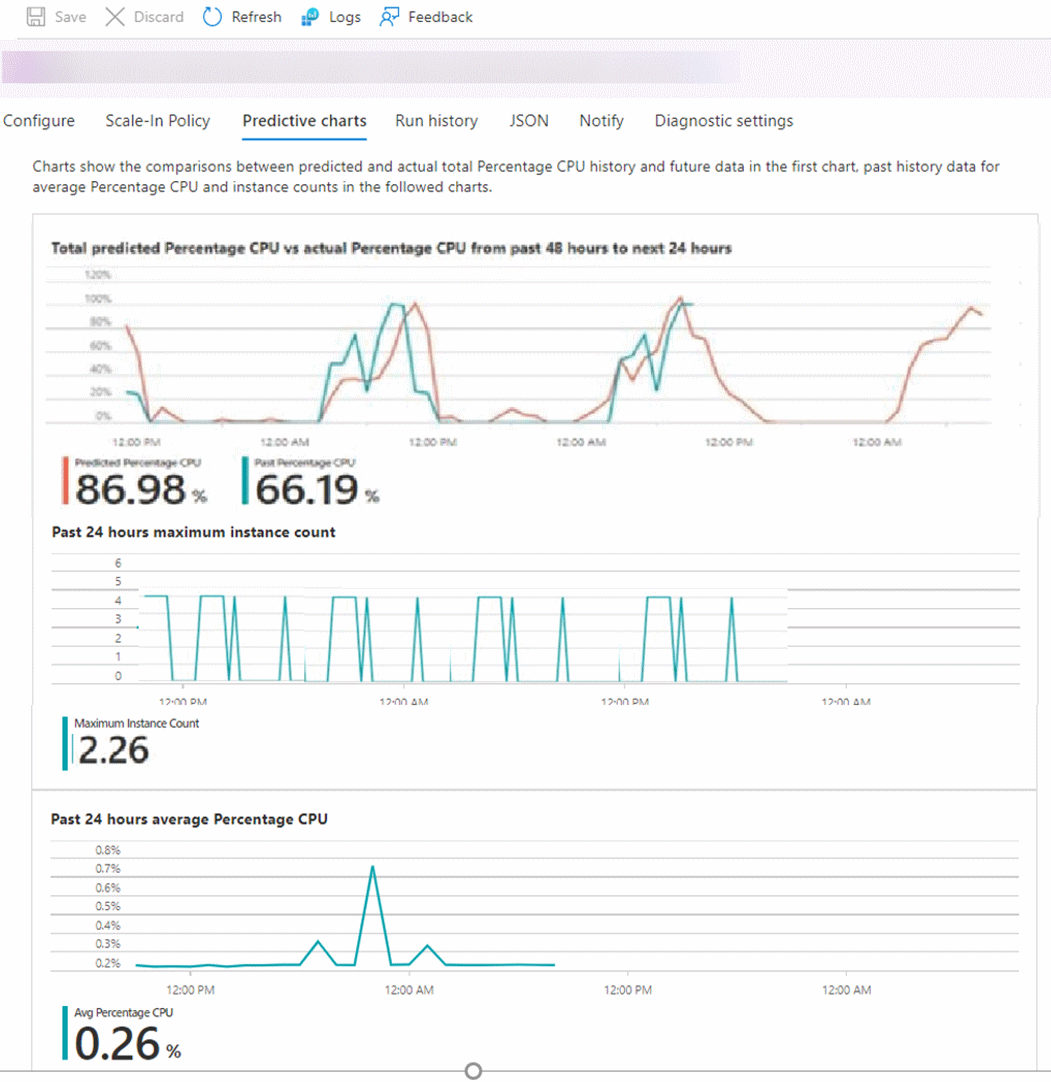 Save Discard Refresh Logs Feedback
Configure Scale-In Policy Predictive charts Run history JSON Notify Diagnostic settings
Charts show the comparisons between predicted and actual total Percentage CPU history and future data in the first chart, past history data for
average Percentage CPU and instance counts in the followed charts.
Total predicted Percentage CPU vs actual Percentage CPU from past 48 hours to next 24 hours
120%
100%
80%
60%
40%
20%
0%
12:00 PM 12:00 AM 12:00 PM 12:00 AM 12:00 PM 12:00 AM
Predicted Percentage CPU Past Percentage CPU
86.98 % 66.19 %
Past 24 hours maximum instance count
6
5
4
3
2
1
0
12:00 PM 12:00 AM 12:00 PM 12:00 AM
Maximum Instance Count
2.26
Past 24 hours average Percentage CPU
0.8%
0.7%
0.6%
0.5%
0.4%
0.3%
0.2%
12:00 PM 12:00 AM 12:00 PM 12:00 AM
Avg Percentage CPU
0.26 %